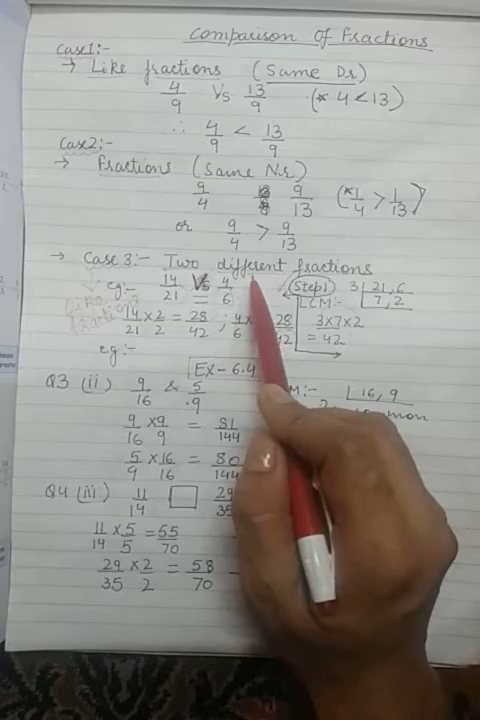 Comparison Of Fractions
Case1:-
→ Like fractions (Same Dr)
4/9 Vs 13/9 (* 4 < 13)
∴ 4/9 < 13/9
Case2:-
→ Fractions (Same Nr)
9/4 9/13 (* 1/4 > 1/13)
or 9/4 > 9/13
→ Case 3:- Two different fractions
eg:- 14/21 Vs 4/6 Step1 3 | 21, 6
Like fractions LCM:- 7, 2
14/21 × 2/2 = 28/42 ; 4/6 × 28/42 3×7×2
= 42
eg:- Ex-6.4
Q3 (ii) 9/16 & 5/9 M:- 16, 9
9/16 × 9/9 = 81/144 common
5/9 × 16/16 = 80/144
Q4 (iii) 11/14 □ 29/35
11/14 × 5/5 = 55/70
29/35 × 2/2 = 58/70